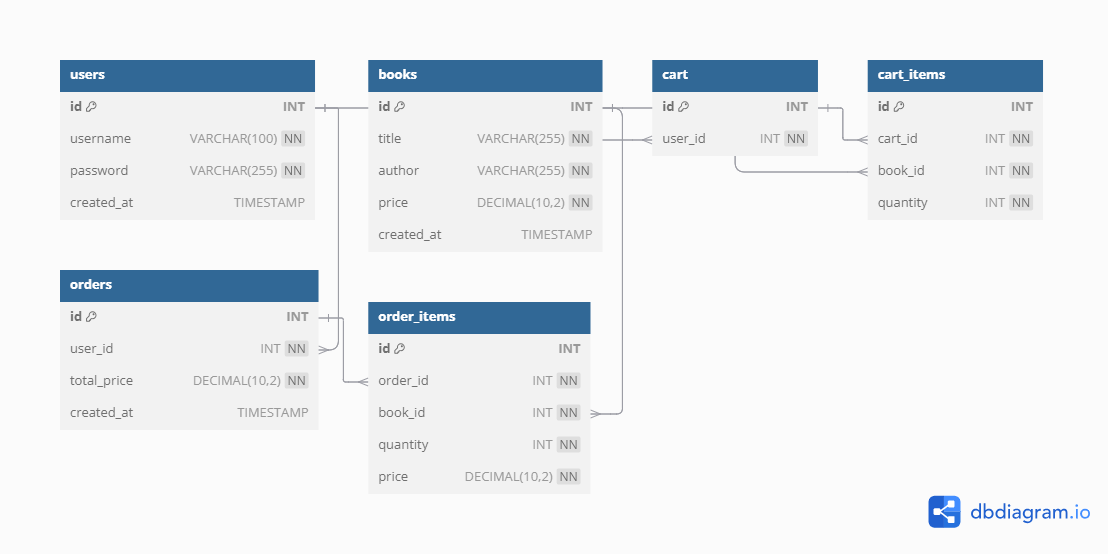 users
id INT
username VARCHAR(100) NN
password VARCHAR(255) NN
created_at TIMESTAMP
books
id INT
title VARCHAR(255) NN
author VARCHAR(255) NN
price DECIMAL(10,2) NN
created_at TIMESTAMP
cart
id INT
user_id INT NN
cart_items
id INT
cart_id INT NN
book_id INT NN
quantity INT NN
orders
id INT
user_id INT NN
total_price DECIMAL(10,2) NN
created_at TIMESTAMP
order_items
id INT
order_id INT NN
book_id INT NN
quantity INT NN
price DECIMAL(10,2) NN
dbdiagram.io